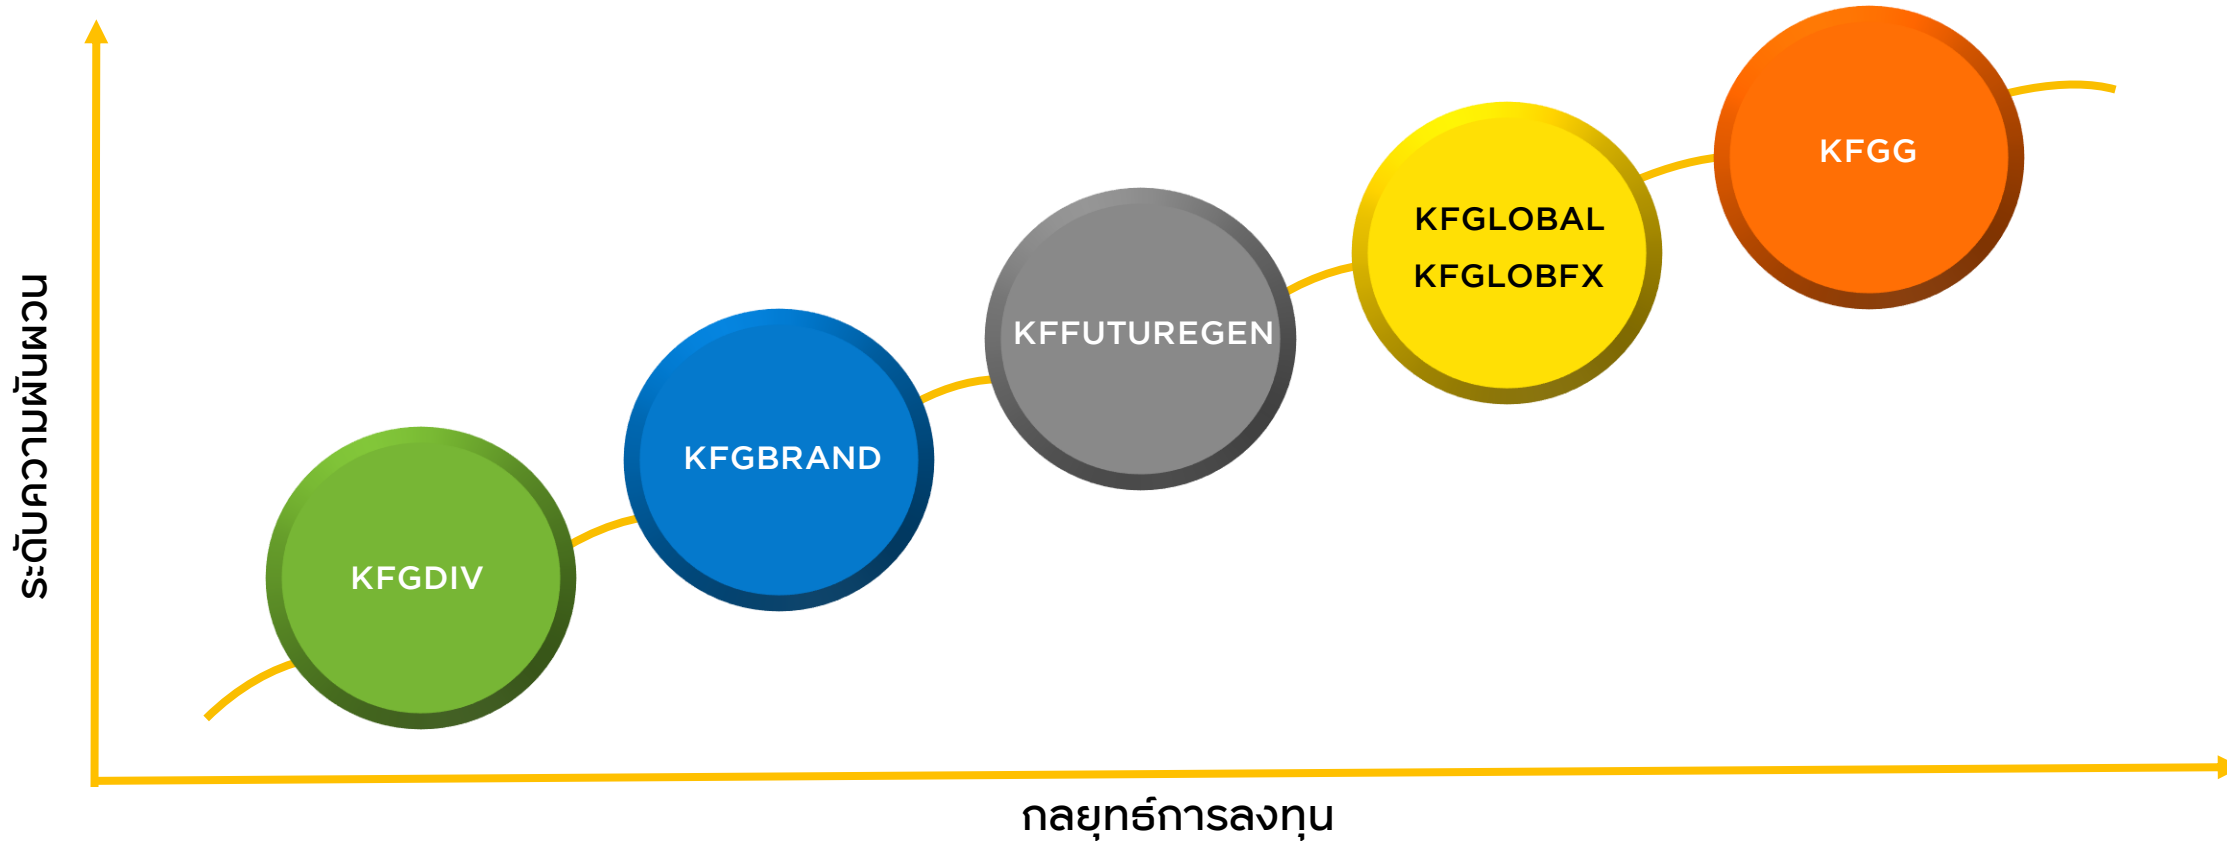 ระดับความผันผวน
KFGDIV
KFGBRAND
KFFUTUREGEN
KFGLOBAL
KFGLOBFX
KFGG
กลยุทธ์การลงทุน